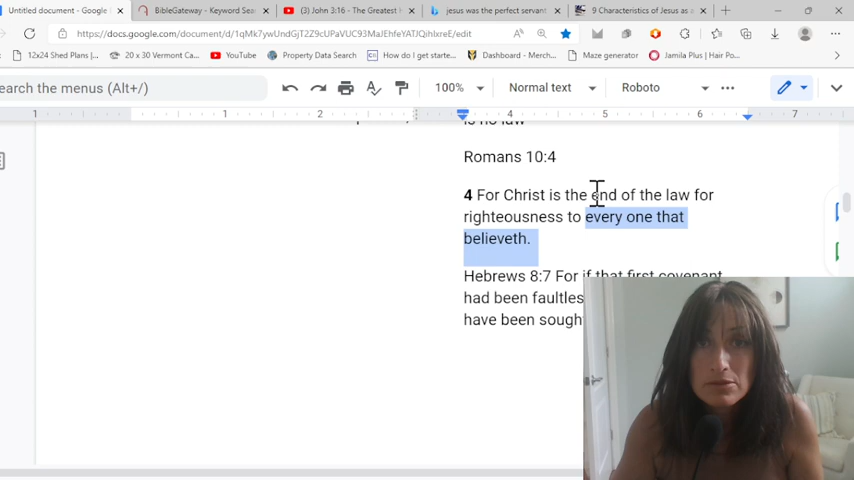 Untitled document - Google
BibleGateway - Keyword Sea
(3) John 3:16 - The Greatest H
jesus was the perfect servant
9 Characteristics of Jesus as a
https://docs.google.com/document/d/1qMk7ywUndGjT2Z9cUPaVUC93MaJEhfeYATJQihIxreE/edit
12x24 Shed Plans |...
20 x 30 Vermont C...
YouTube
Property Data Search
How do I get starte...
Dashboard - Merch...
Maze generator
Jamila Plus | Hair Po...
earch the menus (Alt+/)
100%
Normal text
Roboto
1 1 2 4 5 6 7
is no law
Romans 10:4
4 For Christ is the end of the law for
righteousness to every one that
believeth.
Hebrews 8:7 For if that first covenant
had been faultles
have been sough